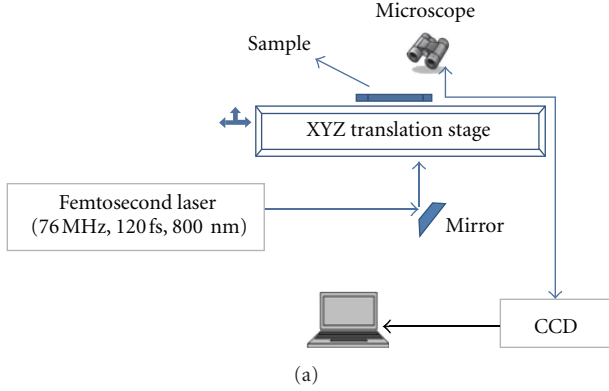 Microscope
Sample
XYZ translation stage
Femtosecond laser
(76 MHz, 120 fs, 800 nm)
Mirror
CCD
(a)